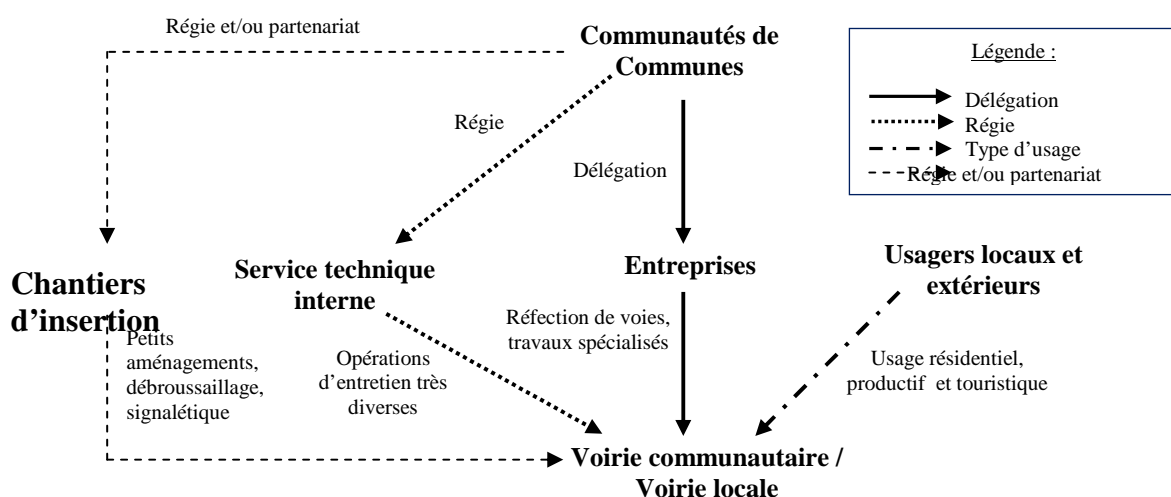 Régie et/ou partenariat
Communautés de
Communes
Légende :
Délégation
Régie
Type d’usage
Régie et/ou partenariat
Régie
Délégation
Chantiers
d’insertion
Service technique
interne
Entreprises
Usagers locaux et
extérieurs
Petits
aménagements,
débroussaillage,
signalétique
Opérations
d’entretien très
diverses
Réfection de voies,
travaux spécialisés
Usage résidentiel,
productif et touristique
Voirie communautaire /
Voirie locale